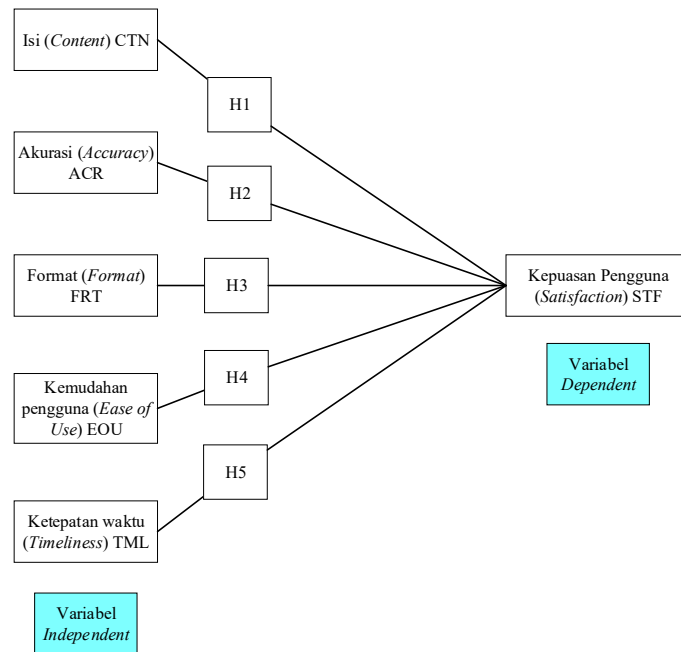 Isi (Content) CTN
H1
Akurasi (Accuracy)
ACR
H2
Format (Format)
FRT
H3
Kepuasan Pengguna
(Satisfaction) STF
Variabel
Dependent
Kemudahan
pengguna (Ease of
Use) EOU
H4
H5
Ketepatan waktu
(Timeliness) TML
Variabel
Independent